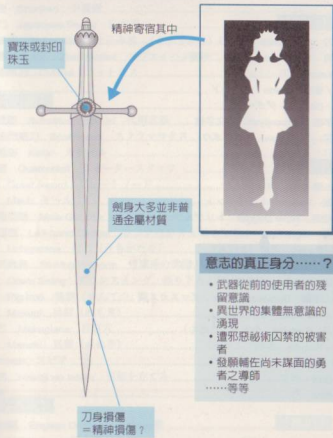 精神寄宿其中
寶珠或封印
珠玉
劍身大多並非普
通金屬材質
意志的真正身分……？
• 武器從前的使用者的殘
留意識
• 異世界的集體無意識的
湧現
• 遭邪惡祕術囚禁的被害
者
• 發願輔佐尚未謀面的勇
者之導師
……等等
刀身損傷
＝精神損傷？